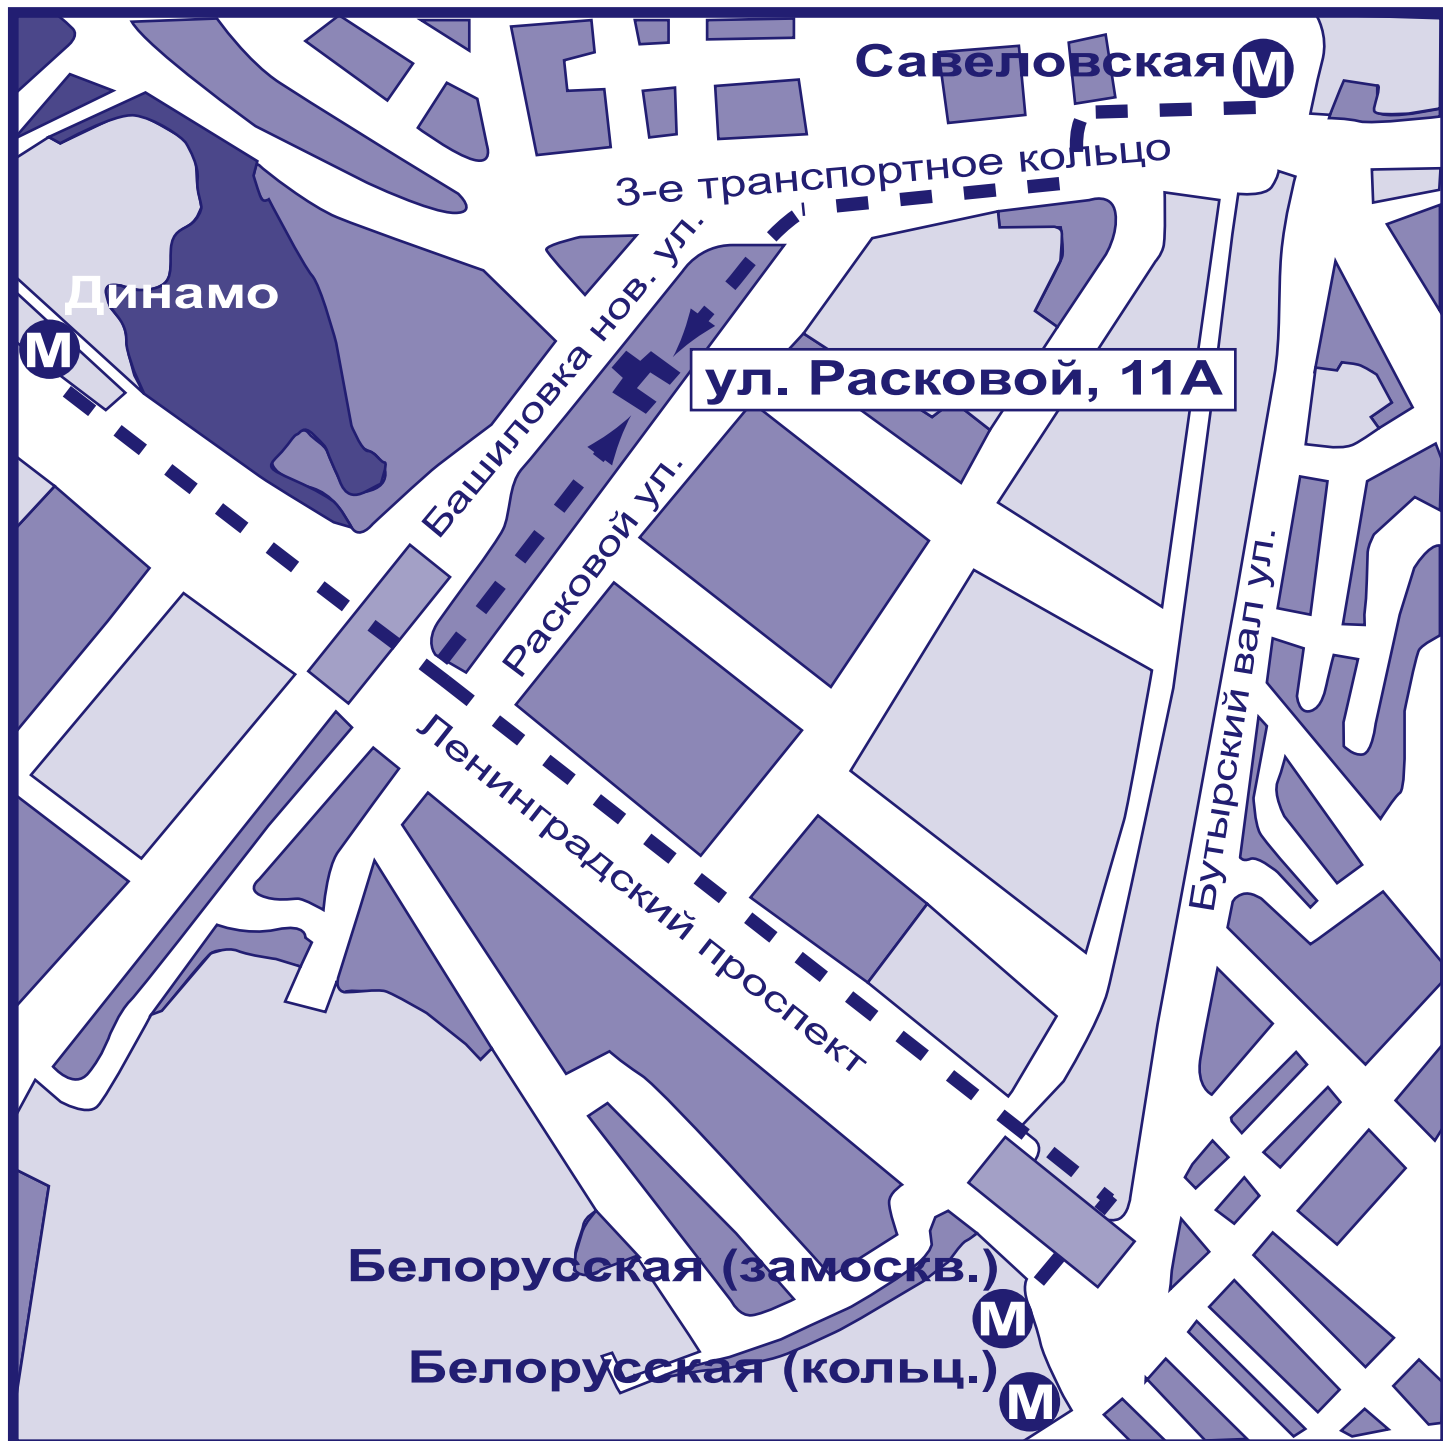 Савеловская М
3-е транспортное кольцо
Башиловка нов. ул.
Динамо
М
ул. Расковой, 11А
Расковой ул.
Бутырский вал ул.
Ленинградский проспект
Белорусская (замоскв.)
М
Белорусская (кольц.)
М